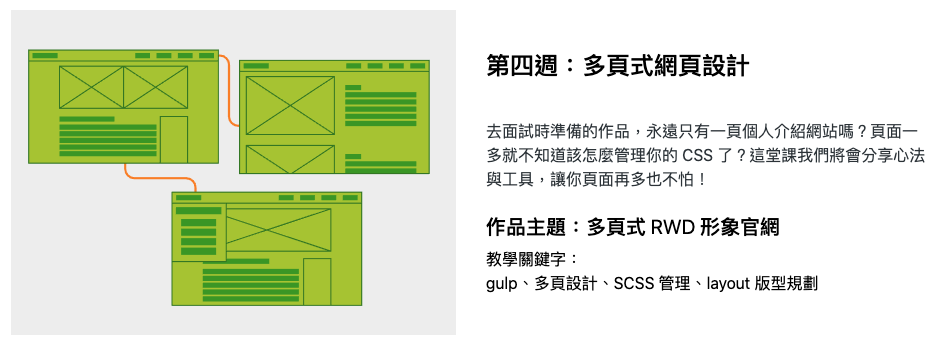 第四週：多頁式網頁設計
去面試時準備的作品，永遠只有一頁個人介紹網站嗎？頁面一
多就不知道該怎麼管理你的 CSS 了？這堂課我們將會分享心法
與工具，讓你頁面再多也不怕！
作品主題：多頁式 RWD 形象官網
教學關鍵字：
gulp、多頁設計、SCSS 管理、layout 版型規劃